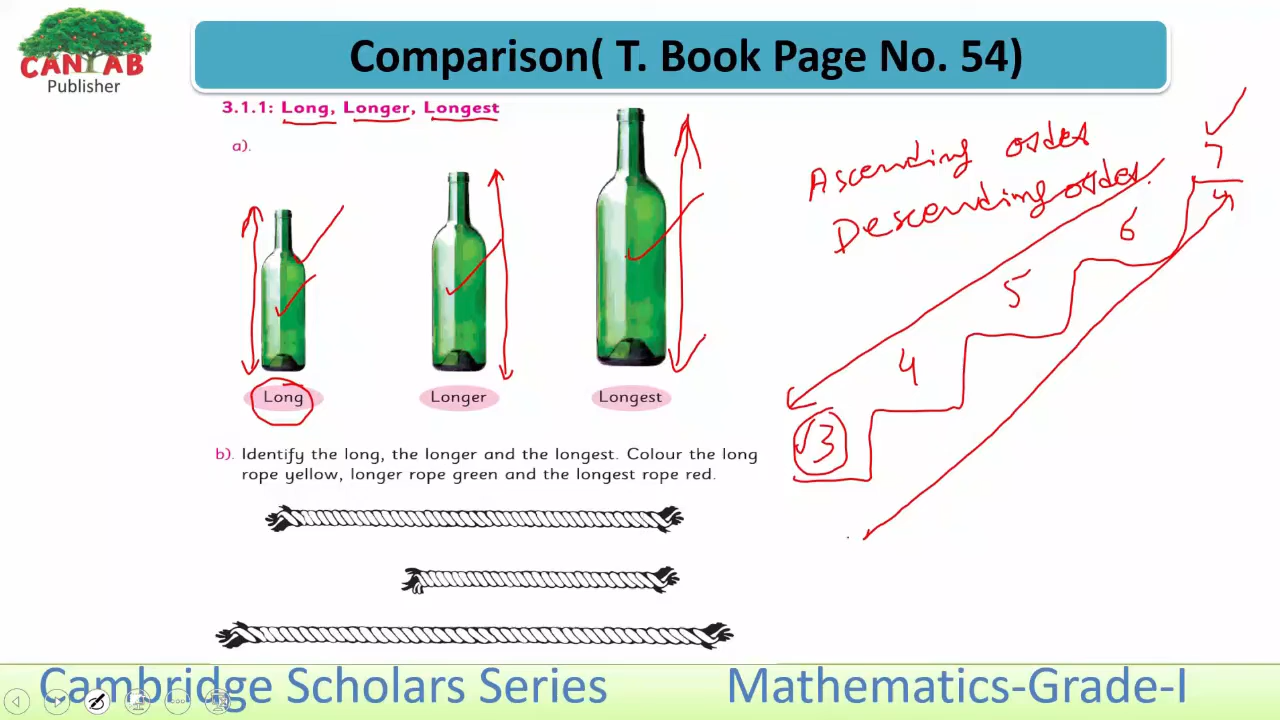 CANTAB
Publisher
Comparison( T. Book Page No. 54)
3.1.1: Long, Longer, Longest
a).
Long
Longer
Longest
Ascending order
Descending order.
7
6
5
4
3
b). Identify the long, the longer and the longest. Colour the long
rope yellow, longer rope green and the longest rope red.
Cambridge Scholars Series
Mathematics-Grade-I